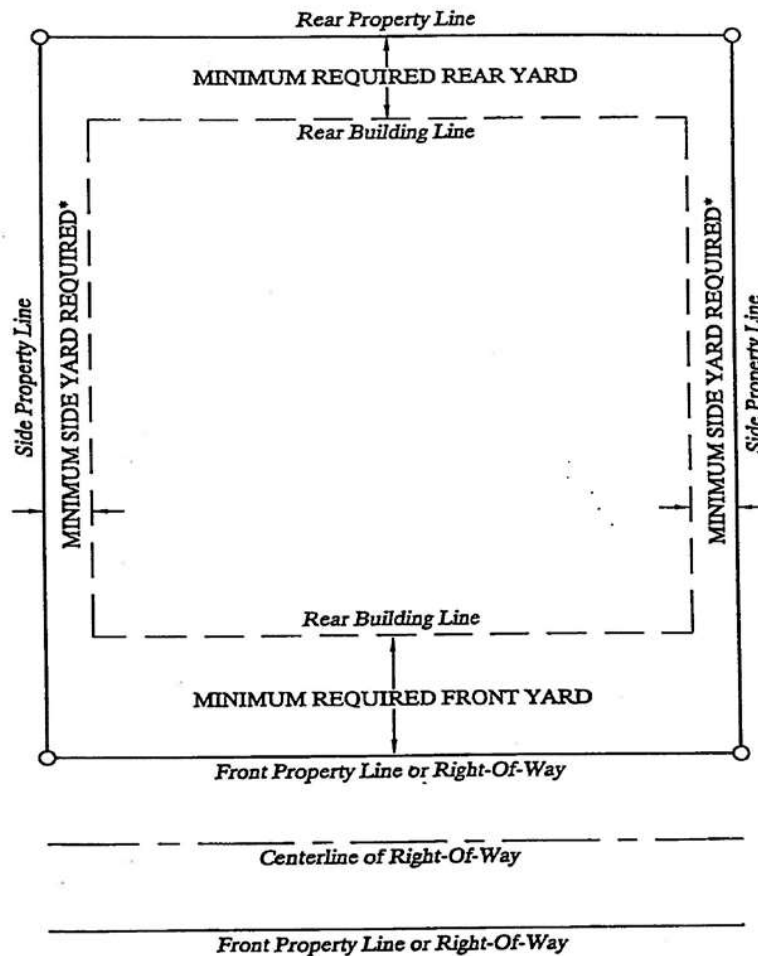 Rear Property Line
MINIMUM REQUIRED REAR YARD
Rear Building Line
Side Property Line
MINIMUM SIDE YARD REQUIRED*
MINIMUM SIDE YARD REQUIRED*
Side Property Line
Rear Building Line
MINIMUM REQUIRED FRONT YARD
Front Property Line or Right-Of-Way
Centerline of Right-Of-Way
Front Property Line or Right-Of-Way